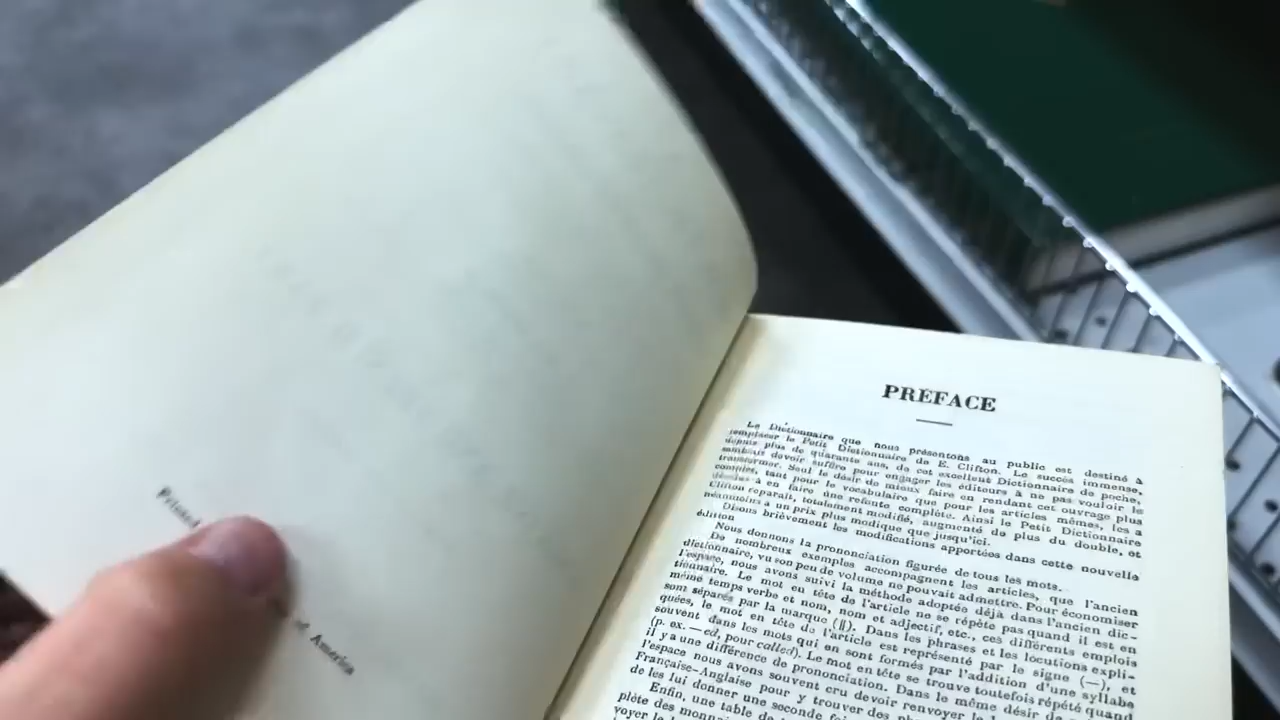 Printed
of America
PRÉFACE
Le Dictionnaire que nous présentons au public est destiné à
remplacer le Petit Dictionnaire de E. Clifton. Le succès immense,
depuis plus de quarante ans, de cet excellent Dictionnaire de poche,
semblait devoir suffire pour engager les éditeurs à ne pas vouloir le
transformer. Seul le désir de mieux faire en rendant cet ouvrage plus
complet, tant pour le vocabulaire que pour les articles mêmes, les a
décidés à en faire une refonte complète. Ainsi le Petit Dictionnaire
Clifton reparaît, totalement modifié, augmenté de plus du double, et
néanmoins à un prix plus modique que jusqu'ici.
Disons brièvement les modifications apportées dans cette nouvelle
édition
Nous donnons la prononciation figurée de tous les mots.
De nombreux exemples accompagnent les articles, que l'ancien
dictionnaire, vu son peu de volume ne pouvait admettre. Pour économiser
l'espace, nous avons suivi la méthode adoptée déjà dans l'ancien dic-
tionnaire. Le mot en tête de l'article ne se répète pas quand il est en
même temps verbe et nom, nom et adjectif, etc., ces différents emplois
sont séparés par la marque (||). Dans les phrases et les locutions expli-
quées, le mot en tête de l'article est représenté par le signe (—), et
souvent dans les mots qui en sont formés par l'addition d'une syllabe
(p. ex. —ed, pour called). Le mot en tête se trouve toutefois répété quand
il y a une différence de prononciation. Dans le même désir de
l'espace nous avons souvent cru devoir renvoyer le
Française-Anglaise pour y trouver des
de les lui donner une seconde fois
Enfin, une table de
plète des monnaies
voyer le